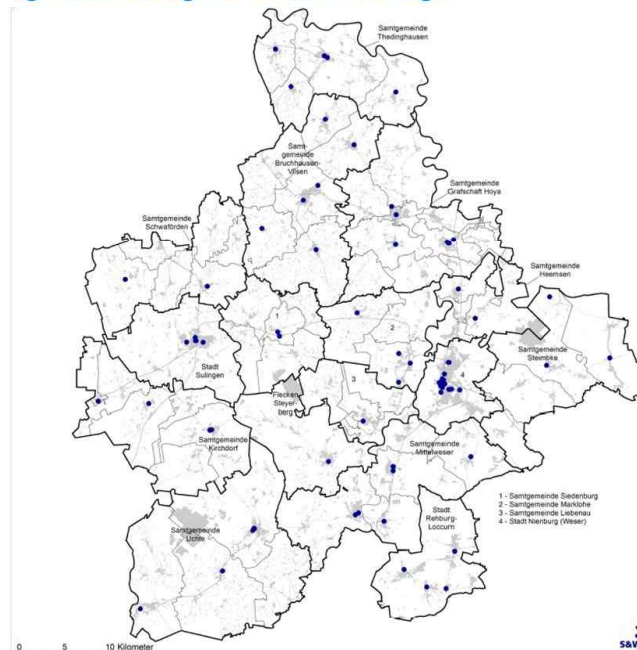 Samtgemeinde
Thedinghausen
Samt-
gemeinde
Bruchhausen-
Vilsen
Samtgemeinde
Grafschaft Hoya
Samtgemeinde
Schwaförden
Samtgemeinde
Heemsen
1
2
Samtgemeinde
Steimbke
Stadt
Sulingen
3
4
Flecken
Steyer-
berg
Samtgemeinde
Kirchdorf
Samtgemeinde
Mittelweser
1 - Samtgemeinde Siedenburg
2 - Samtgemeinde Marklohe
3 - Samtgemeinde Liebenau
4 - Stadt Nienburg (Weser)
Stadt
Rehburg-
Loccum
Samtgemeinde
Uchte
0 5 10 Kilometer
S&W